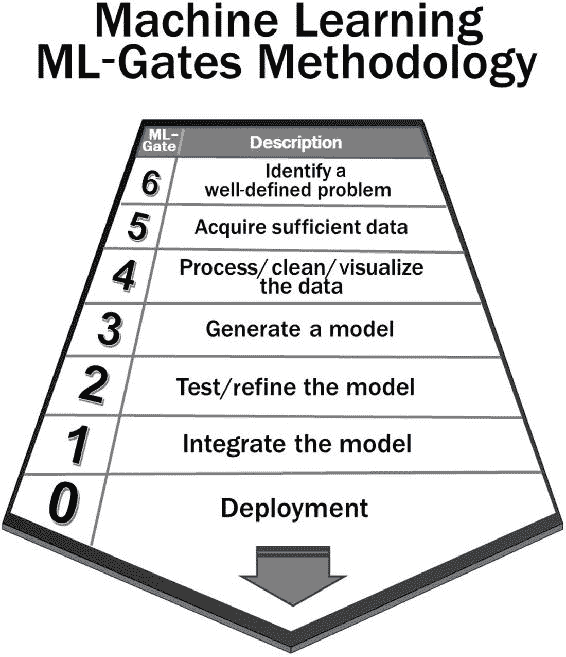 Machine Learning
ML-Gates Methodology
ML-
Gate
Description
6
Identify a
well-defined problem
5
Acquire sufficient data
4
Process/clean/visualize
the data
3
Generate a model
2
Test/refine the model
1
Integrate the model
0
Deployment